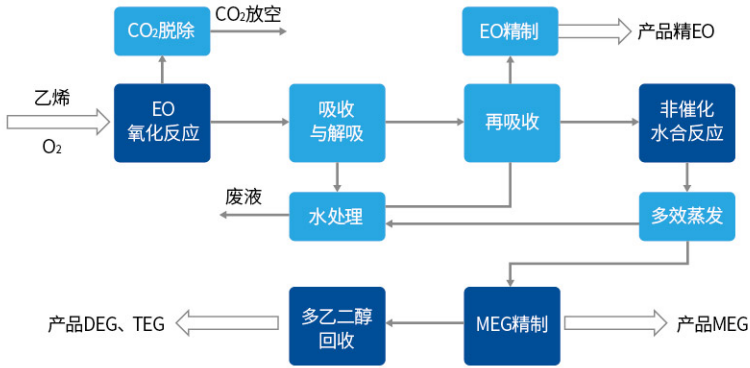 CO₂脱除
CO₂放空
EO精制
产品精EO
乙烯
O₂
EO
氧化反应
吸收
与解吸
再吸收
非催化
水合反应
废液
水处理
多效蒸发
产品DEG、TEG
多乙二醇
回收
MEG精制
产品MEG